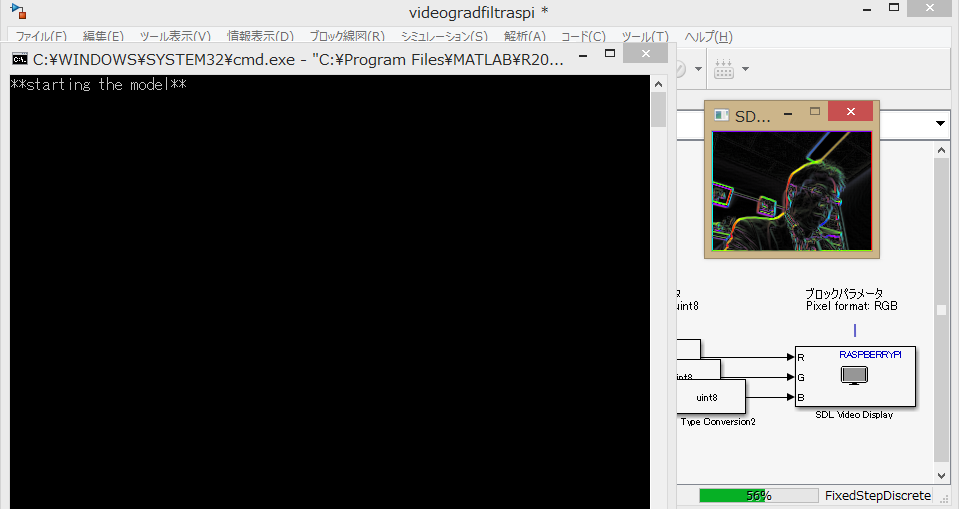 videogradfiltraspi *
ファイル(F) 編集(E) ツール表示(V) 情報表示(D) ブロック線図(R) シミュレーション(S) 解析(A) コード(C) ツール(T) ヘルプ(H)
C:¥WINDOWS¥SYSTEM32¥cmd.exe - "C:¥Program Files¥MATLAB¥R20...
**starting the model**
SD...
ブロックパラメータ
uint8
Pixel format: RGB
RASPBERRYPI
R
G
B
uint8
uint8
SDL Video Display
Type Conversion2
56%
FixedStepDiscrete